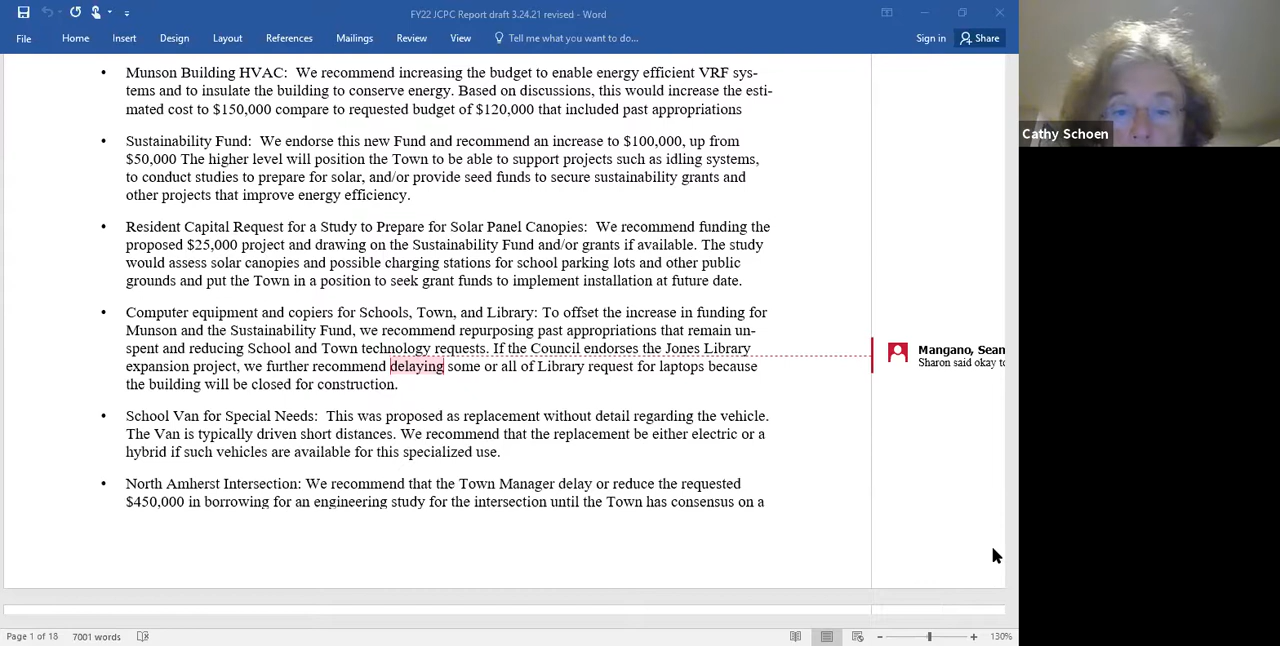 FY22 JCPC Report draft 3.24.21 revised - Word
File Home Insert Design Layout References Mailings Review View Tell me what you want to do... Sign in Share
• Munson Building HVAC: We recommend increasing the budget to enable energy efficient VRF sys-
tems and to insulate the building to conserve energy. Based on discussions, this would increase the esti-
mated cost to $150,000 compare to requested budget of $120,000 that included past appropriations
• Sustainability Fund: We endorse this new Fund and recommend an increase to $100,000, up from
$50,000 The higher level will position the Town to be able to support projects such as idling systems,
to conduct studies to prepare for solar, and/or provide seed funds to secure sustainability grants and
other projects that improve energy efficiency.
• Resident Capital Request for a Study to Prepare for Solar Panel Canopies: We recommend funding the
proposed $25,000 project and drawing on the Sustainability Fund and/or grants if available. The study
would assess solar canopies and possible charging stations for school parking lots and other public
grounds and put the Town in a position to seek grant funds to implement installation at future date.
• Computer equipment and copiers for Schools, Town, and Library: To offset the increase in funding for
Munson and the Sustainability Fund, we recommend repurposing past appropriations that remain un-
spent and reducing School and Town technology requests. If the Council endorses the Jones Library
expansion project, we further recommend delaying some or all of Library request for laptops because
the building will be closed for construction.
• School Van for Special Needs: This was proposed as replacement without detail regarding the vehicle.
The Van is typically driven short distances. We recommend that the replacement be either electric or a
hybrid if such vehicles are available for this specialized use.
• North Amherst Intersection: We recommend that the Town Manager delay or reduce the requested
$450,000 in borrowing for an engineering study for the intersection until the Town has consensus on a
Mangano, Sean
Sharon said okay to
Cathy Schoen
Page 1 of 18 7001 words 130%